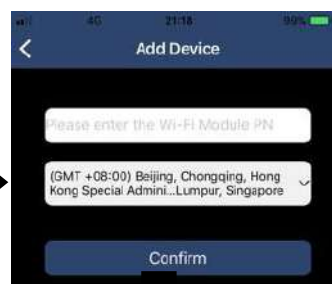 4G 21:18 99%
Add Device
Please enter the Wi-Fi Module PN
(GMT +08:00) Beijing, Chongqing, Hong
Kong Special Admini...Lumpur, Singapore
Confirm